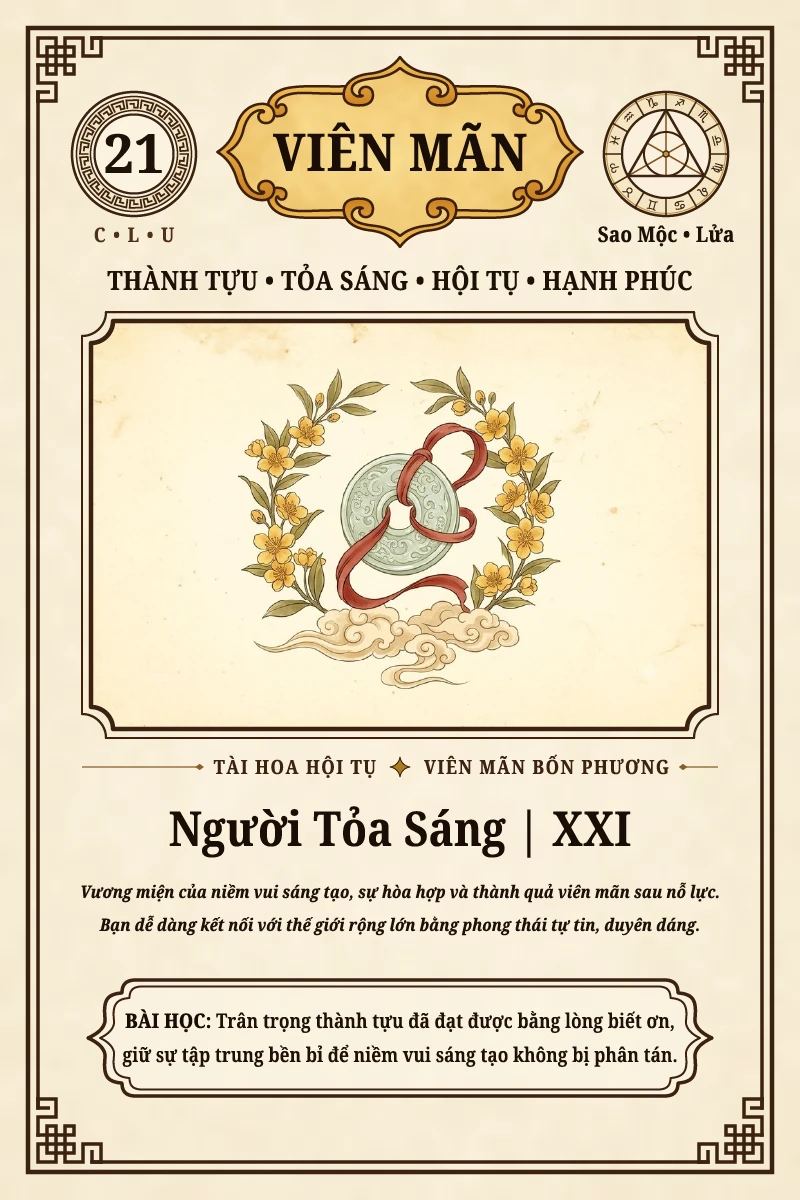 21
VIÊN MÃN
C • L • U
Sao Mộc • Lửa
THÀNH TỰU • TỎA SÁNG • HỘI TỤ • HẠNH PHÚC
TÀI HOA HỘI TỤ ✦ VIÊN MÃN BỐN PHƯƠNG
Người Tỏa Sáng | XXI
Vương miện của niềm vui sáng tạo, sự hòa hợp và thành quả viên mãn sau nỗ lực.
Bạn dễ dàng kết nối với thế giới rộng lớn bằng phong thái tự tin, duyên dáng.
BÀI HỌC: Trân trọng thành tựu đã đạt được bằng lòng biết ơn,
giữ sự tập trung bền bỉ để niềm vui sáng tạo không bị phân tán.